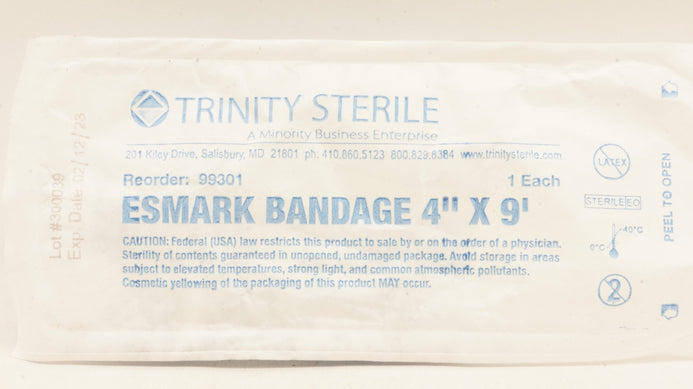 TRINITY STERILE
A Minority Business Enterprise
201 Kiley Drive, Salisbury, MD 21801 ph: 410.860.5123 800.829.8384 www.trinitysterile.com
Reorder: 99301 1 Each
ESMARK BANDAGE 4" X 9'
CAUTION: Federal (USA) law restricts this product to sale by or on the order of a physician.
Sterility of contents guaranteed in unopened, undamaged package. Avoid storage in areas
subject to elevated temperatures, strong light, and common atmospheric pollutants.
Cosmetic yellowing of the packaging of this product MAY occur.
Lot #300039
Exp. Date 02/12/23
LATEX
STERILE EO
40°C
0°C
2
PEEL TO OPEN